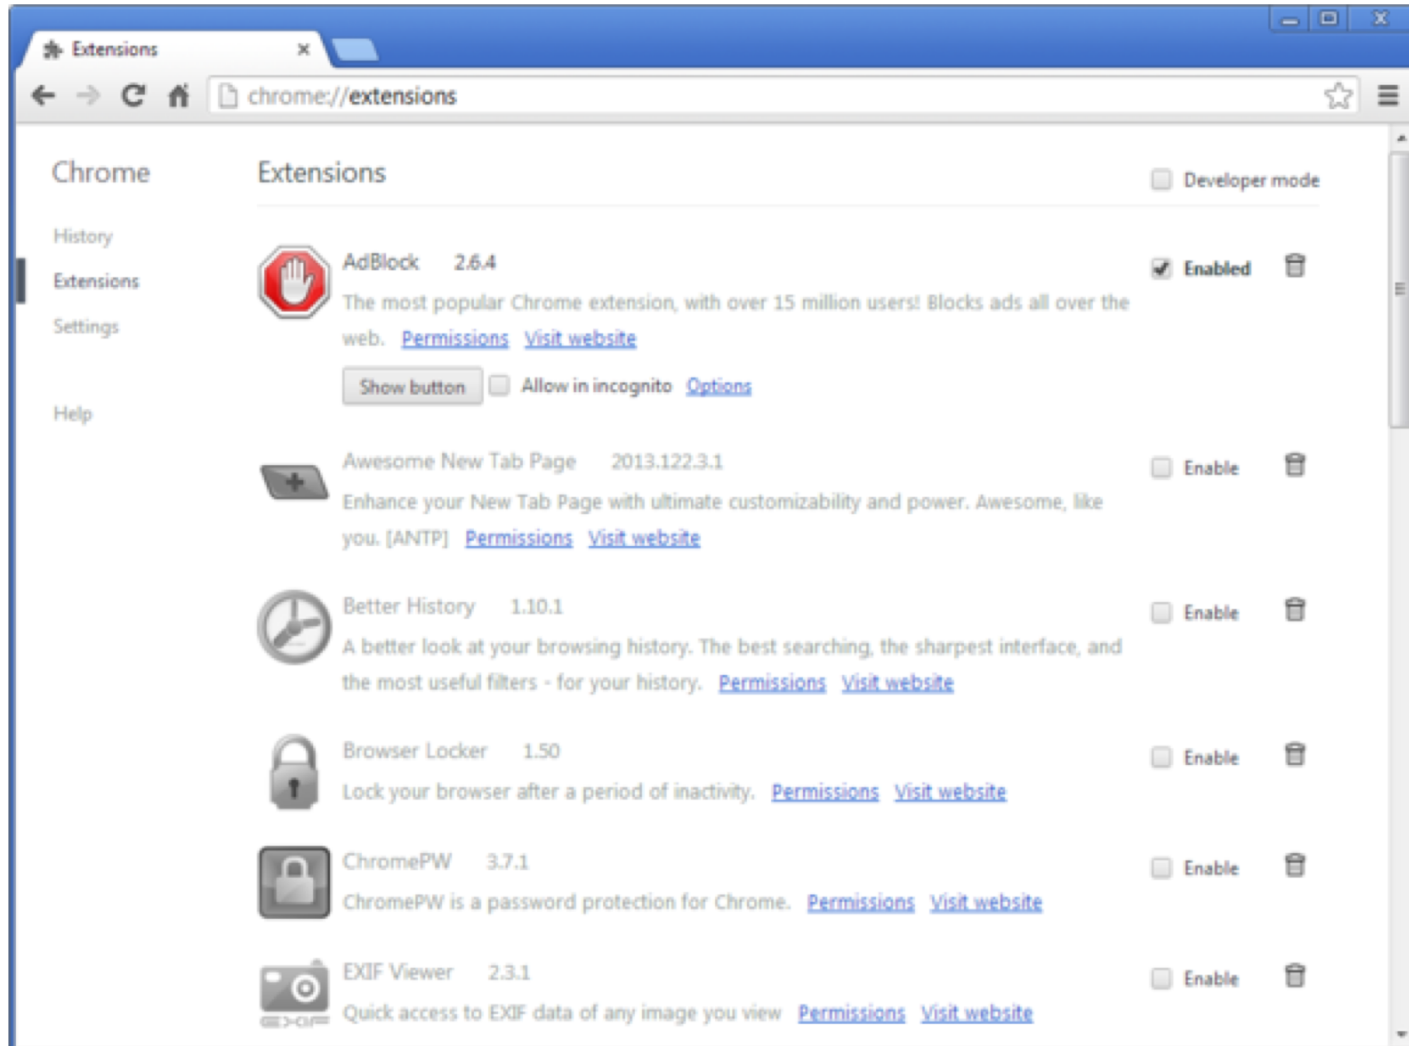 Extensions
chrome://extensions
Chrome
History
Extensions
Settings
Help
Extensions
Developer mode
AdBlock 2.6.4
Enabled
The most popular Chrome extension, with over 15 million users! Blocks ads all over the
web. Permissions Visit website
Show button Allow in incognito Options
Awesome New Tab Page 2013.122.3.1
Enable
Enhance your New Tab Page with ultimate customizability and power. Awesome, like
you. [ANTP] Permissions Visit website
Better History 1.10.1
Enable
A better look at your browsing history. The best searching, the sharpest interface, and
the most useful filters - for your history. Permissions Visit website
Browser Locker 1.50
Enable
Lock your browser after a period of inactivity. Permissions Visit website
ChromePW 3.7.1
Enable
ChromePW is a password protection for Chrome. Permissions Visit website
EXIF Viewer 2.3.1
Enable
EXIF
Quick access to EXIF data of any image you view Permissions Visit website